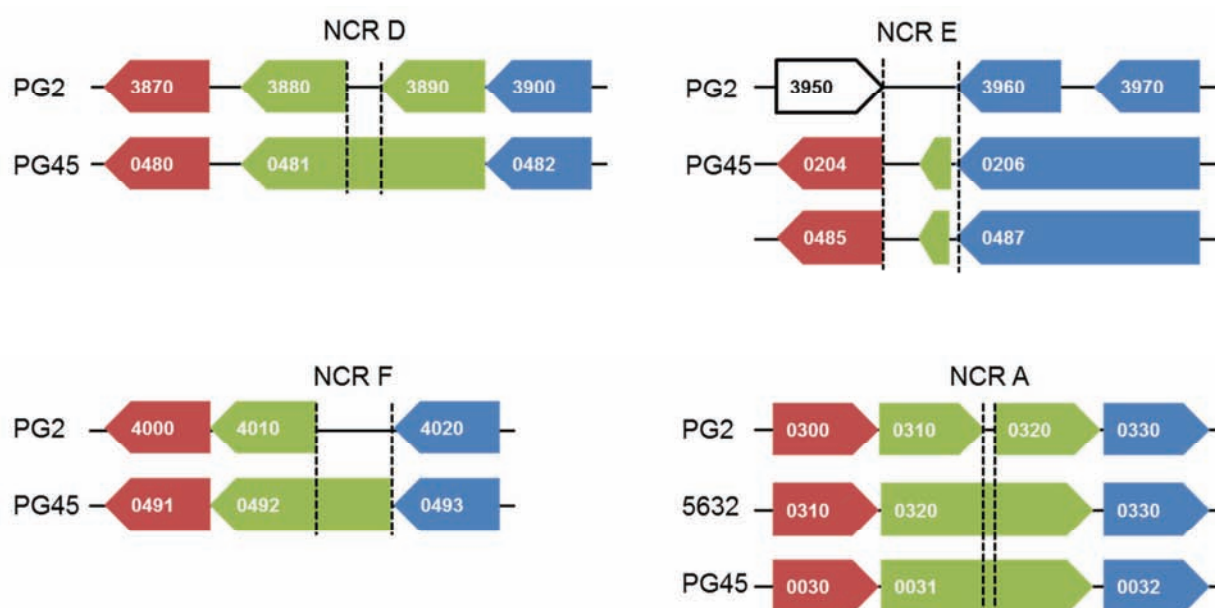 NCR D
PG2 3870 3880 3890 3900
PG45 0480 0481 0482
NCR E
PG2 3950 3960 3970
PG45 0204 0206
0485 0487
NCR F
PG2 4000 4010 4020
PG45 0491 0492 0493
NCR A
PG2 0300 0310 0320 0330
5632 0310 0320 0330
PG45 0030 0031 0032